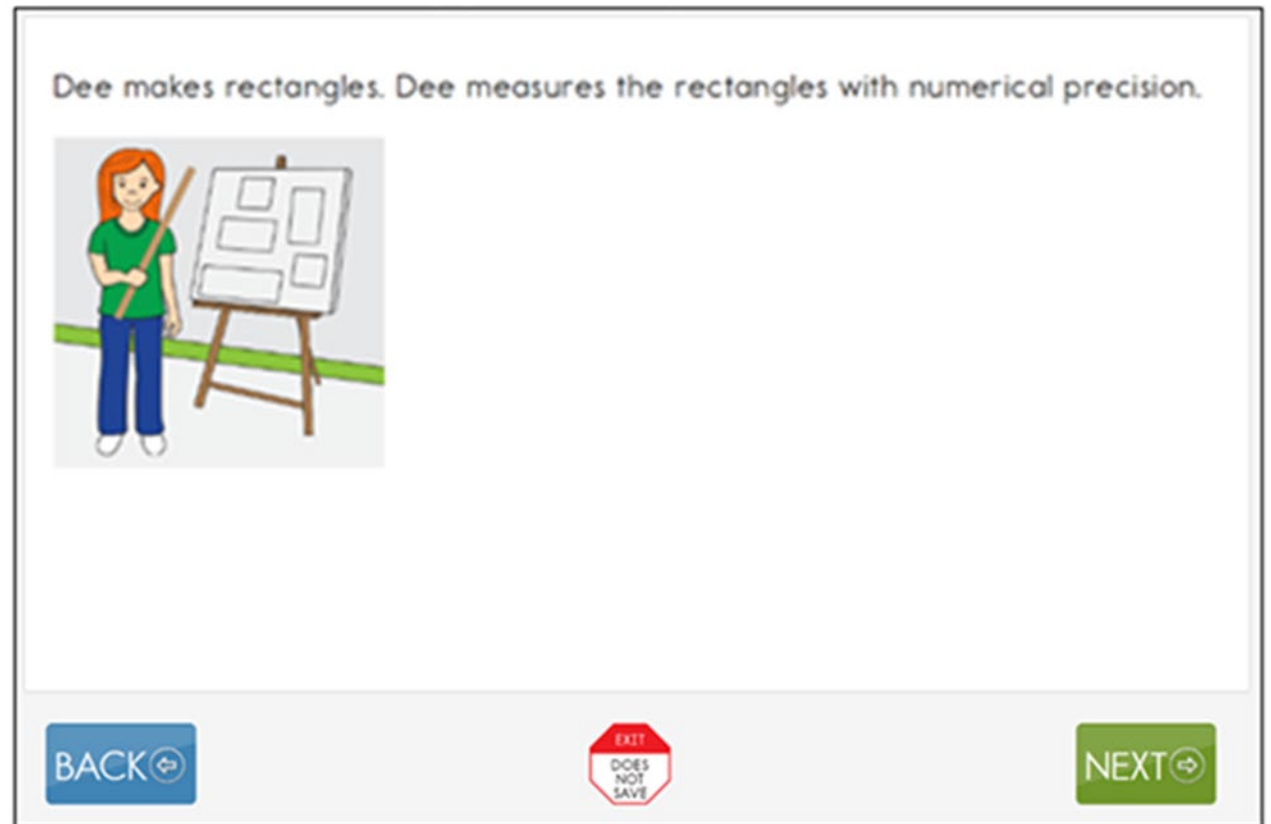 Dee makes rectangles. Dee measures the rectangles with numerical precision.
BACK
EXIT
DOES
NOT
SAVE
NEXT